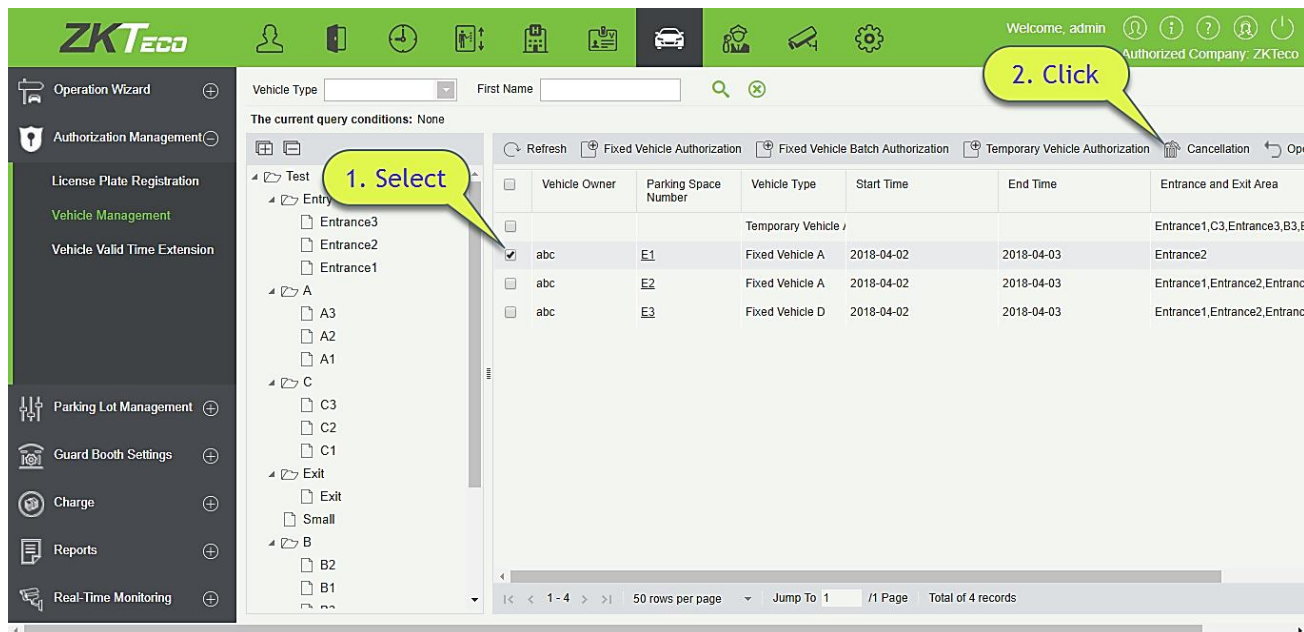 ZKTeco
Welcome, admin
Authorized Company: ZKTeco
2. Click
Operation Wizard
Authorization Management
License Plate Registration
Vehicle Management
Vehicle Valid Time Extension
Parking Lot Management
Guard Booth Settings
Charge
Reports
Real-Time Monitoring
Vehicle Type First Name
The current query conditions: None
1. Select
Test
Entry
Entrance3
Entrance2
Entrance1
A
A3
A2
A1
C
C3
C2
C1
Exit
Exit
Small
B
B2
B1
Refresh Fixed Vehicle Authorization Fixed Vehicle Batch Authorization Temporary Vehicle Authorization Cancellation Ope
Vehicle Owner Parking Space Number Vehicle Type Start Time End Time Entrance and Exit Area
Temporary Vehicle Entrance1,C3,Entrance3,B3,
abc E1 Fixed Vehicle A 2018-04-02 2018-04-03 Entrance2
abc E2 Fixed Vehicle A 2018-04-02 2018-04-03 Entrance1,Entrance2,Entranc
abc E3 Fixed Vehicle D 2018-04-02 2018-04-03 Entrance1,Entrance2,Entranc
|< < 1-4 > >| 50 rows per page Jump To 1 /1 Page Total of 4 records